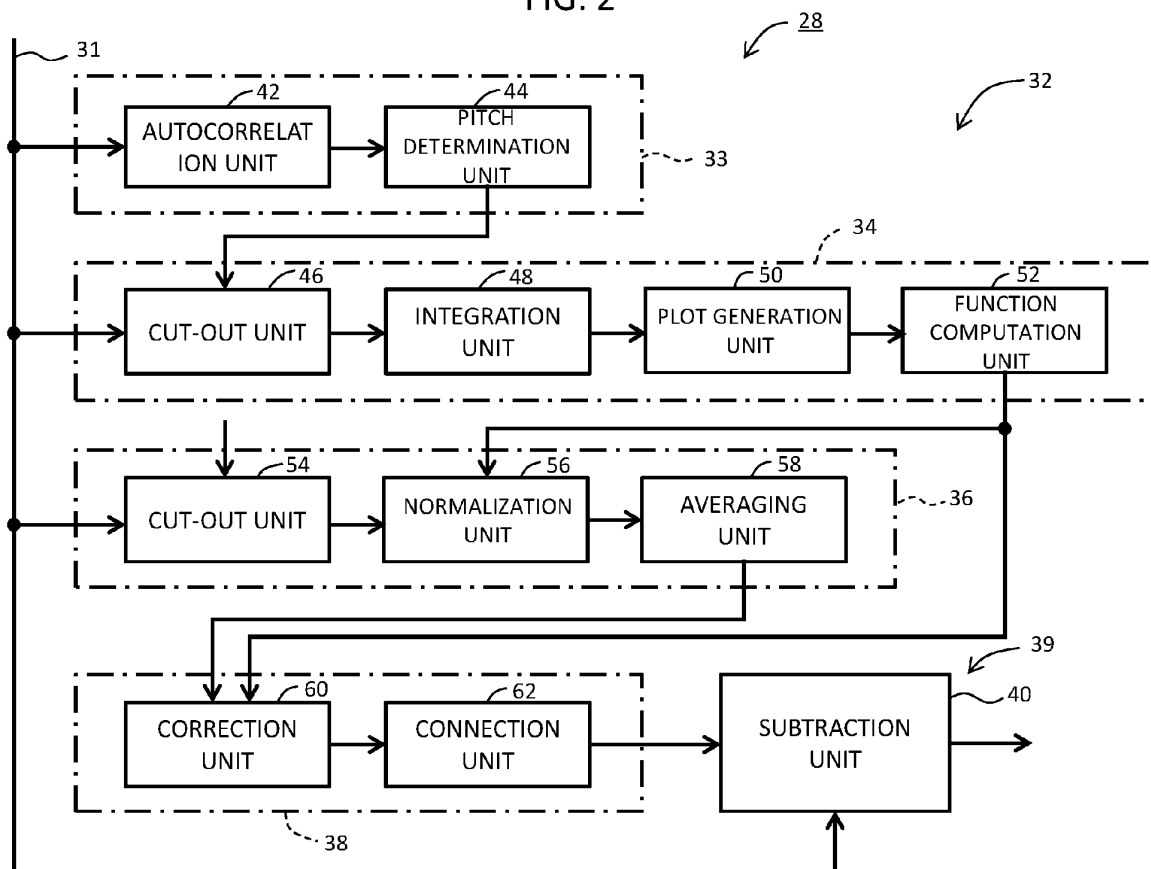 FIG. 2
28
31
32
42
44
AUTOCORRELAT
ION UNIT
PITCH
DETERMINATION
UNIT
33
34
46
48
50
52
CUT-OUT UNIT
INTEGRATION
UNIT
PLOT GENERATION
UNIT
FUNCTION
COMPUTATION
UNIT
54
56
58
CUT-OUT UNIT
NORMALIZATION
UNIT
AVERAGING
UNIT
36
39
60
62
40
CORRECTION
UNIT
CONNECTION
UNIT
SUBTRACTION
UNIT
38